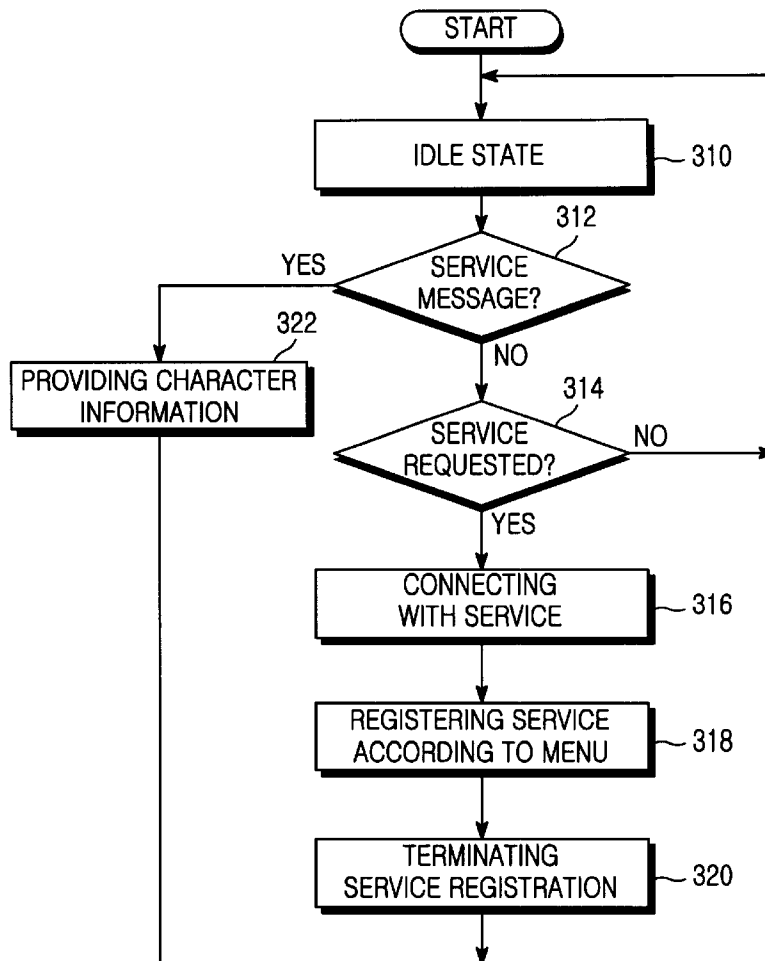 START
IDLE STATE
310
312
YES
SERVICE
MESSAGE?
322
NO
PROVIDING CHARACTER
INFORMATION
314
SERVICE
REQUESTED?
NO
YES
CONNECTING
WITH SERVICE
316
REGISTERING SERVICE
ACCORDING TO MENU
318
TERMINATING
SERVICE REGISTRATION
320